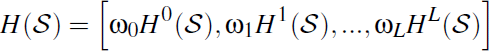 H(𝒮) = [ω₀H⁰(𝒮), ω₁H¹(𝒮), ..., ω_L H^L(𝒮)]